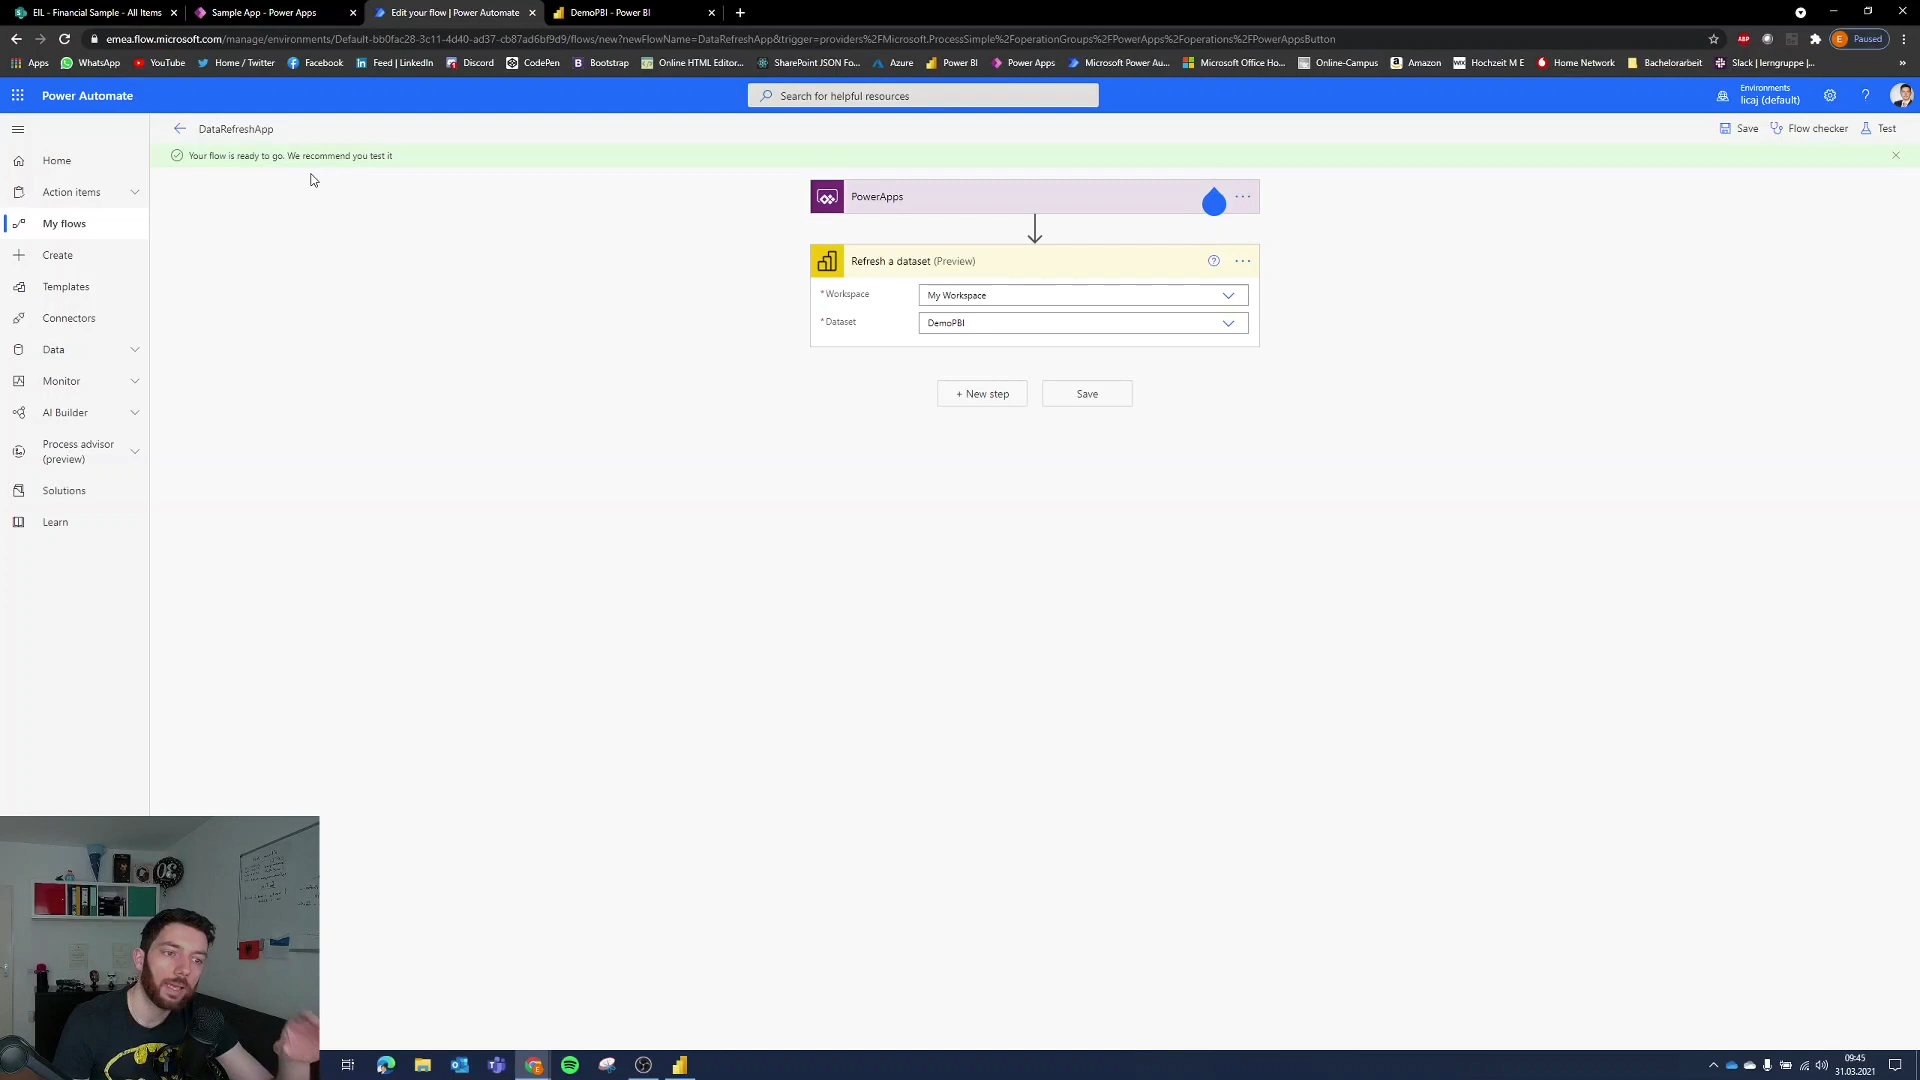 EIL - Financial Sample - All Items
Sample App - Power Apps
Edit your flow | Power Automate
DemoPBI - Power BI
emea.flow.microsoft.com/manage/environments/Default-bb0fac28-3c11-4d40-ad37-cb87ad6bf9d9/flows/new?newFlowName=DataRefreshApp&trigger=providers%2FMicrosoft.ProcessSimple%2FoperationGroups%2FPowerApps%2Foperations%2FPowerAppsButton
ABP
E Paused
Apps
WhatsApp
YouTube
Home / Twitter
Facebook
Feed | LinkedIn
Discord
CodePen
Bootstrap
Online HTML Editor...
SharePoint JSON Fo...
Azure
Power BI
Power Apps
Microsoft Power Au...
Microsoft Office Ho...
Online-Campus
Amazon
WIX Hochzeit M E
Home Network
Bachelorarbeit
Slack | lerngruppe |...
Power Automate
Search for helpful resources
Environments
licaj (default)
DataRefreshApp
Save
Flow checker
Test
Your flow is ready to go. We recommend you test it
Home
Action items
My flows
Create
Templates
Connectors
Data
Monitor
AI Builder
Process advisor
(preview)
Solutions
Learn
PowerApps
Refresh a dataset (Preview)
* Workspace
My Workspace
* Dataset
DemoPBI
+ New step
Save
09:45
31.03.2021